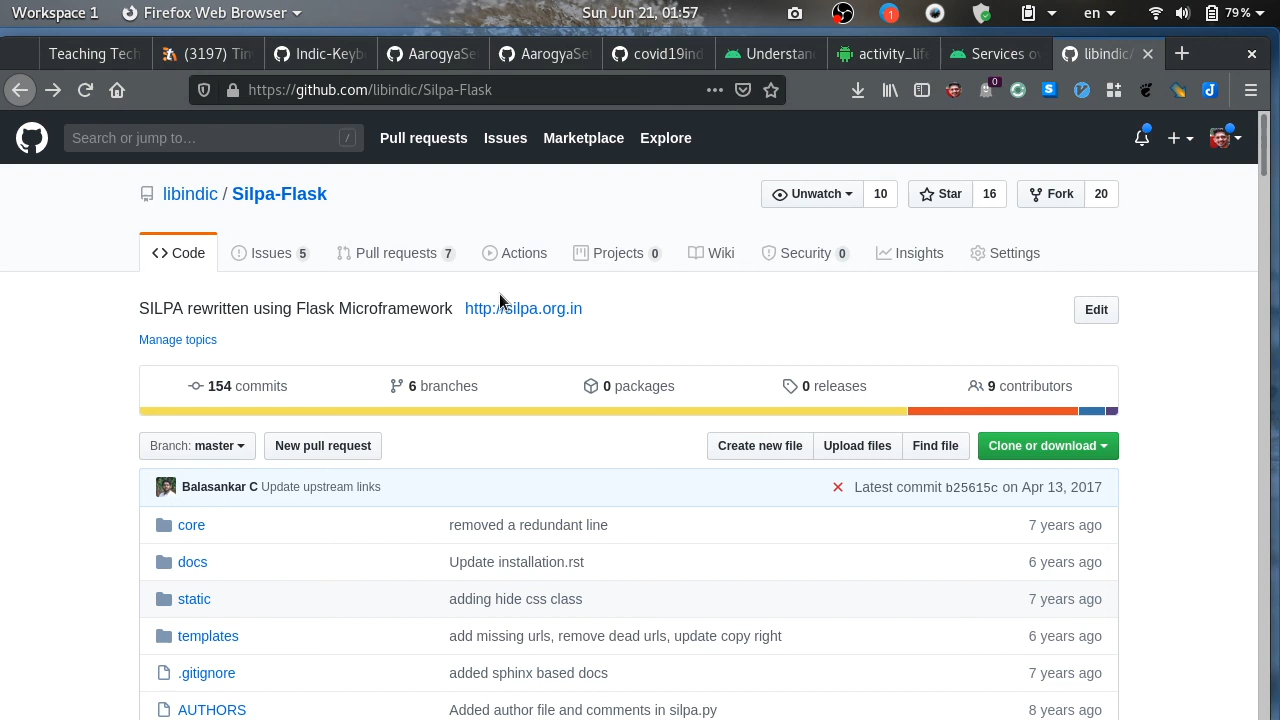 Workspace 1 Firefox Web Browser Sun Jun 21, 01:57 1 en 79%
Teaching Tech (3197) Tin Indic-Keyb AarogyaSe AarogyaSe covid19ind Understan activity_life Services o libindic/
https://github.com/libindic/Silpa-Flask 0
Search or jump to… / Pull requests Issues Marketplace Explore
libindic / Silpa-Flask Unwatch 10 Star 16 Fork 20
Code Issues 5 Pull requests 7 Actions Projects 0 Wiki Security 0 Insights Settings
SILPA rewritten using Flask Microframework http://silpa.org.in Edit
Manage topics
154 commits 6 branches 0 packages 0 releases 9 contributors
Branch: master New pull request Create new file Upload files Find file Clone or download
Balasankar C Update upstream links Latest commit b25615c on Apr 13, 2017
core removed a redundant line 7 years ago
docs Update installation.rst 6 years ago
static adding hide css class 7 years ago
templates add missing urls, remove dead urls, update copy right 6 years ago
.gitignore added sphinx based docs 7 years ago
AUTHORS Added author file and comments in silpa.py 8 years ago